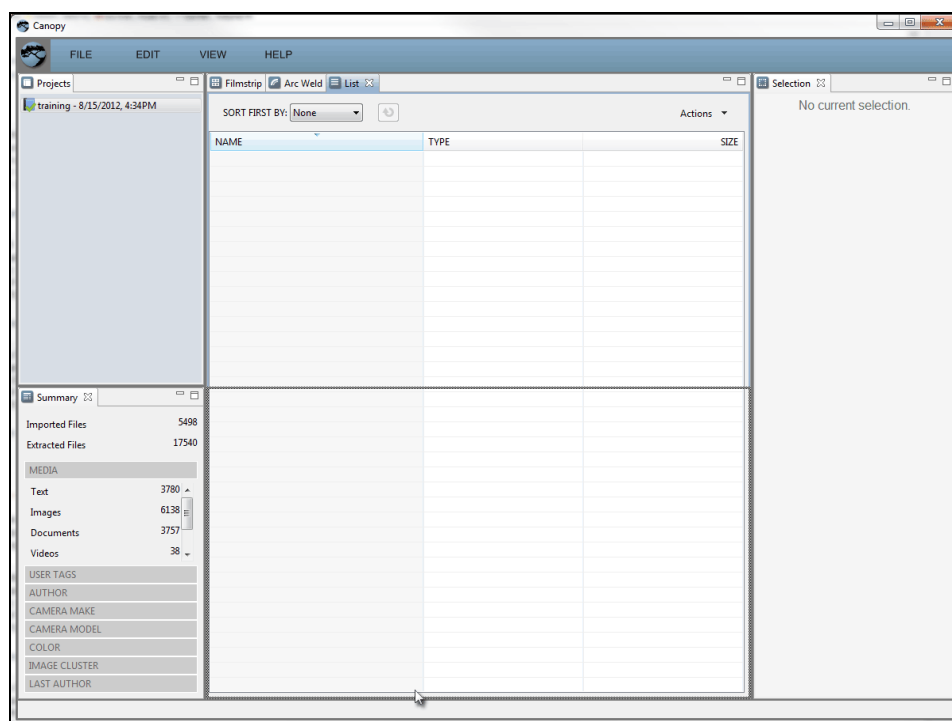 Canopy
FILE EDIT VIEW HELP
Projects
training - 8/15/2012, 4:34PM
Filmstrip Arc Weld List
SORT FIRST BY: None Actions
NAME TYPE SIZE
Selection
No current selection.
Summary
Imported Files 5498
Extracted Files 17540
MEDIA
Text 3780
Images 6138
Documents 3757
Videos 38
USER TAGS
AUTHOR
CAMERA MAKE
CAMERA MODEL
COLOR
IMAGE CLUSTER
LAST AUTHOR